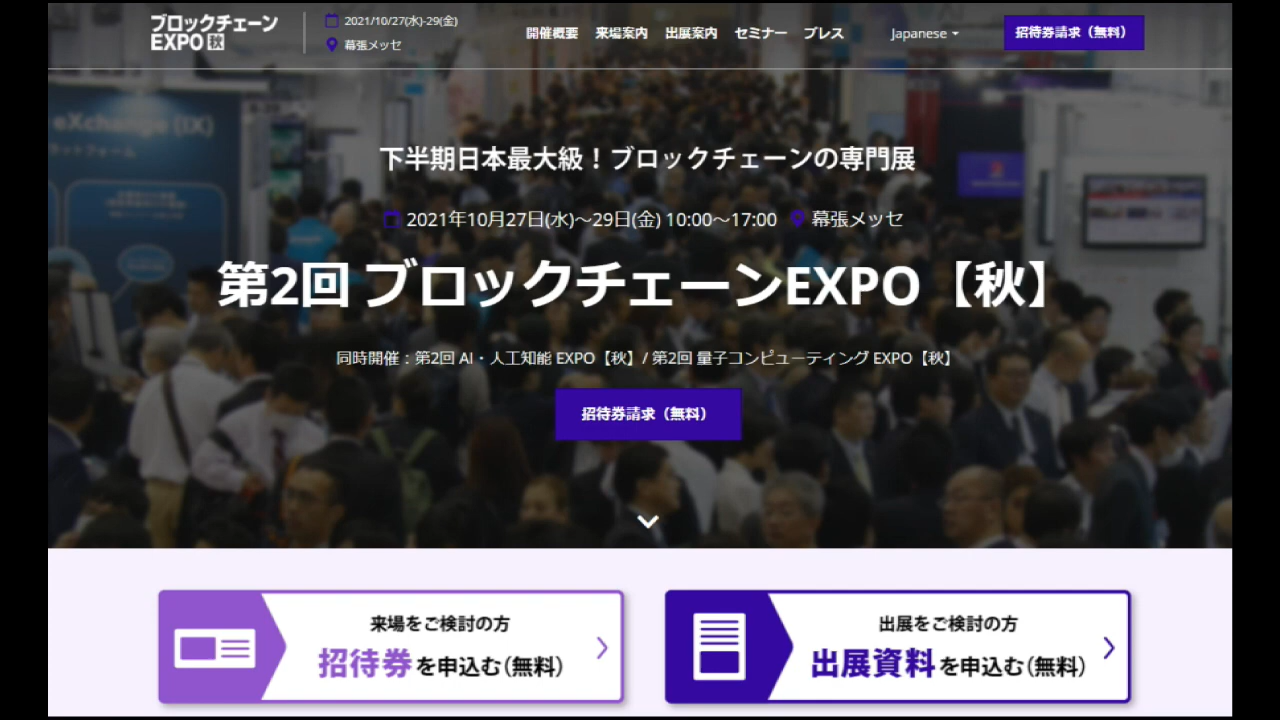 ブロックチェーン
EXPO 秋
2021/10/27(水)-29(金)
幕張メッセ
開催概要 来場案内 出展案内 セミナー プレス
Japanese
招待券請求（無料）
eXchange (IX)
下半期日本最大級！ブロックチェーンの専門展
2021年10月27日(水)～29日(金) 10:00～17:00 幕張メッセ
第2回 ブロックチェーンEXPO【秋】
同時開催：第2回 AI・人工知能 EXPO【秋】/ 第2回 量子コンピューティング EXPO【秋】
招待券請求（無料）
来場をご検討の方
招待券を申込む（無料）
出展をご検討の方
出展資料を申込む（無料）